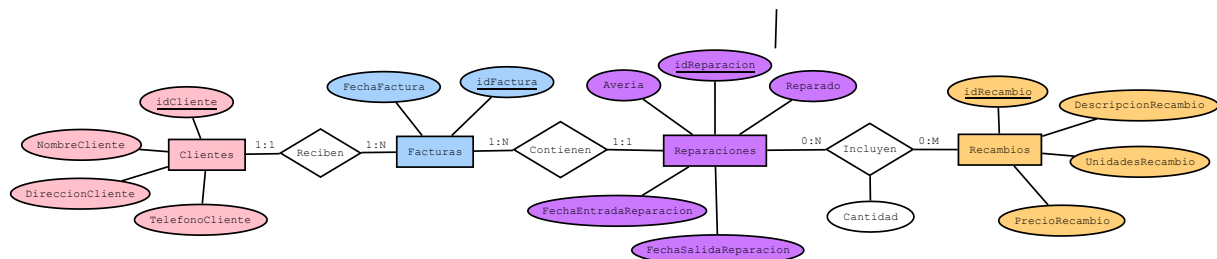 idReparacion
idFactura
FechaFactura
Averia
Reparado
idCliente
idRecambio
DescripcionRecambio
NombreCliente
Clientes
1:1
Reciben
1:N
Facturas
1:N
Contienen
1:1
Reparaciones
0:N
Incluyen
0:M
Recambios
UnidadesRecambio
DireccionCliente
TelefonoCliente
FechaEntradaReparacion
Cantidad
PrecioRecambio
FechaSalidaReparacion